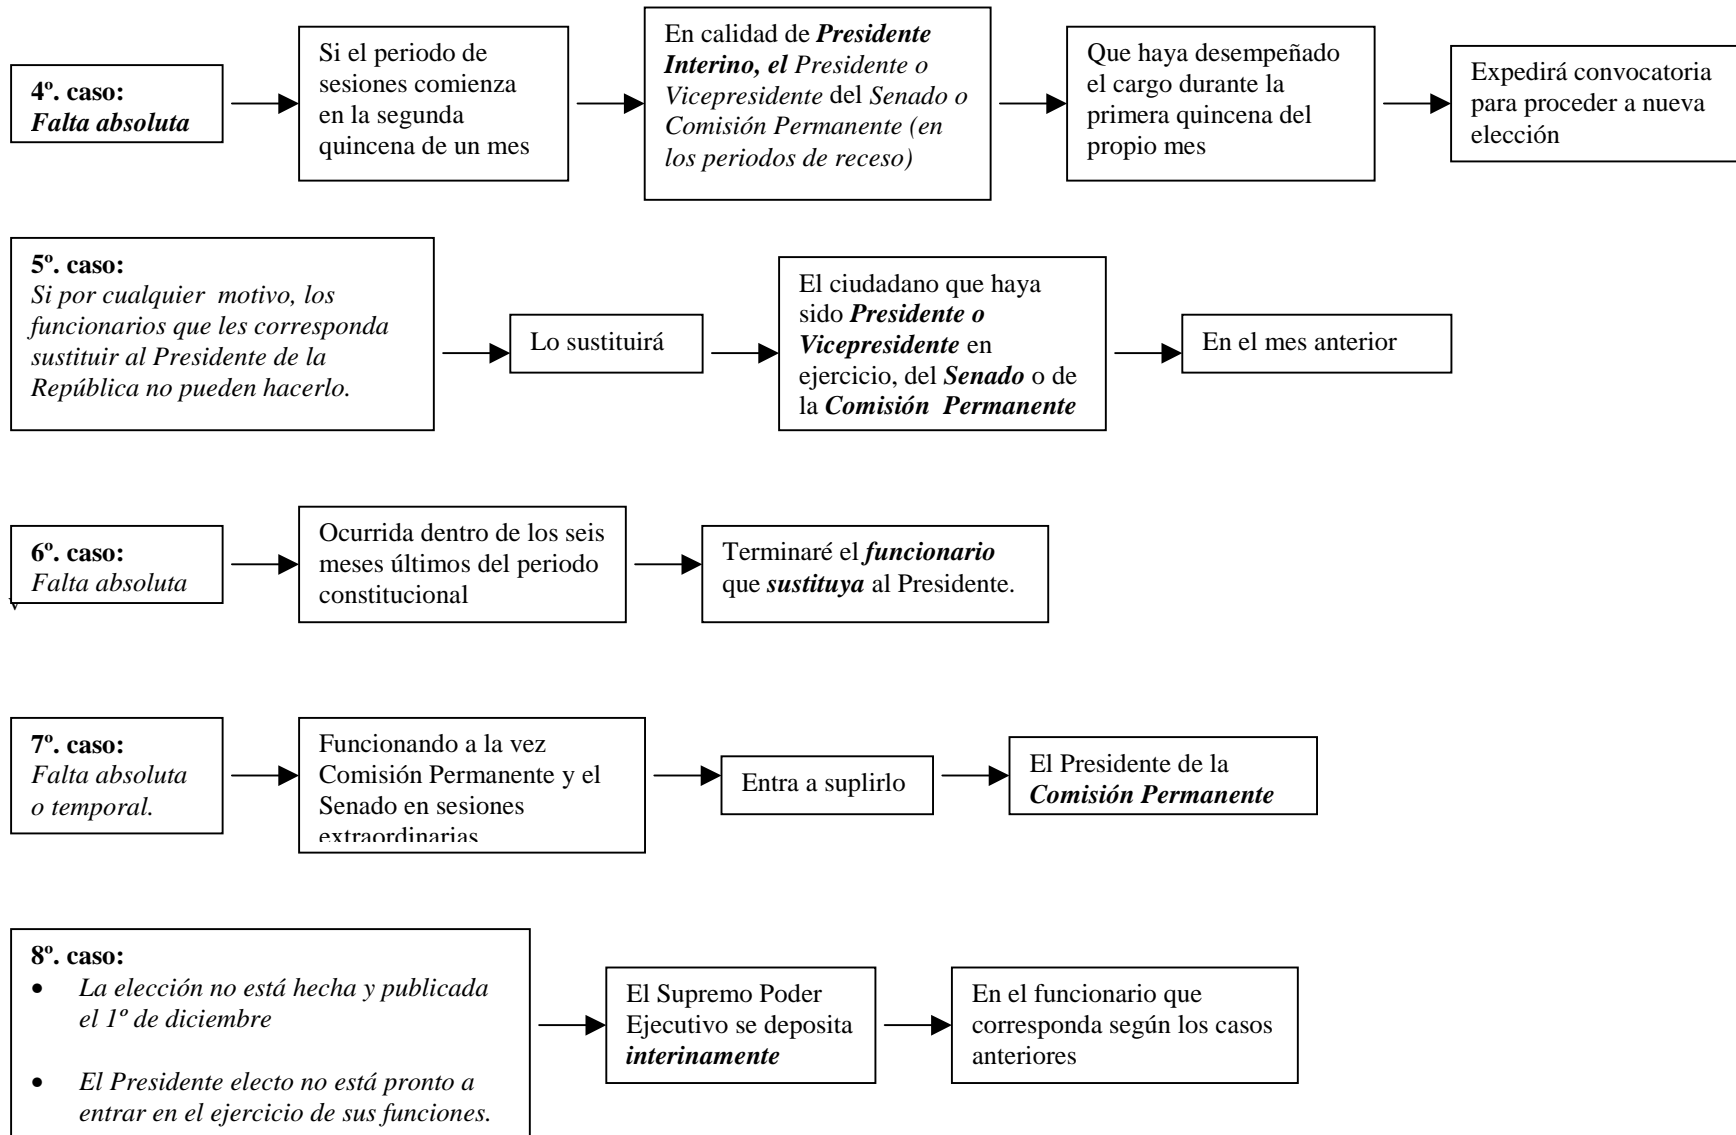 4º. caso:
Falta absoluta
Si el periodo de
sesiones comienza
en la segunda
quincena de un mes
En calidad de Presidente
Interino, el Presidente o
Vicepresidente del Senado o
Comisión Permanente (en
los periodos de receso)
Que haya desempeñado
el cargo durante la
primera quincena del
propio mes
Expedirá convocatoria
para proceder a nueva
elección
5º. caso:
Si por cualquier motivo, los
funcionarios que les corresponda
sustituir al Presidente de la
República no pueden hacerlo.
Lo sustituirá
El ciudadano que haya
sido Presidente o
Vicepresidente en
ejercicio, del Senado o de
la Comisión Permanente
En el mes anterior
6º. caso:
Falta absoluta
Ocurrida dentro de los seis
meses últimos del periodo
constitucional
Terminaré el funcionario
que sustituya al Presidente.
7º. caso:
Falta absoluta
o temporal.
Funcionando a la vez
Comisión Permanente y el
Senado en sesiones
extraordinarias
Entra a suplirlo
El Presidente de la
Comisión Permanente
8º. caso:
• La elección no está hecha y publicada
el 1º de diciembre
• El Presidente electo no está pronto a
entrar en el ejercicio de sus funciones.
El Supremo Poder
Ejecutivo se deposita
interinamente
En el funcionario que
corresponda según los casos
anteriores